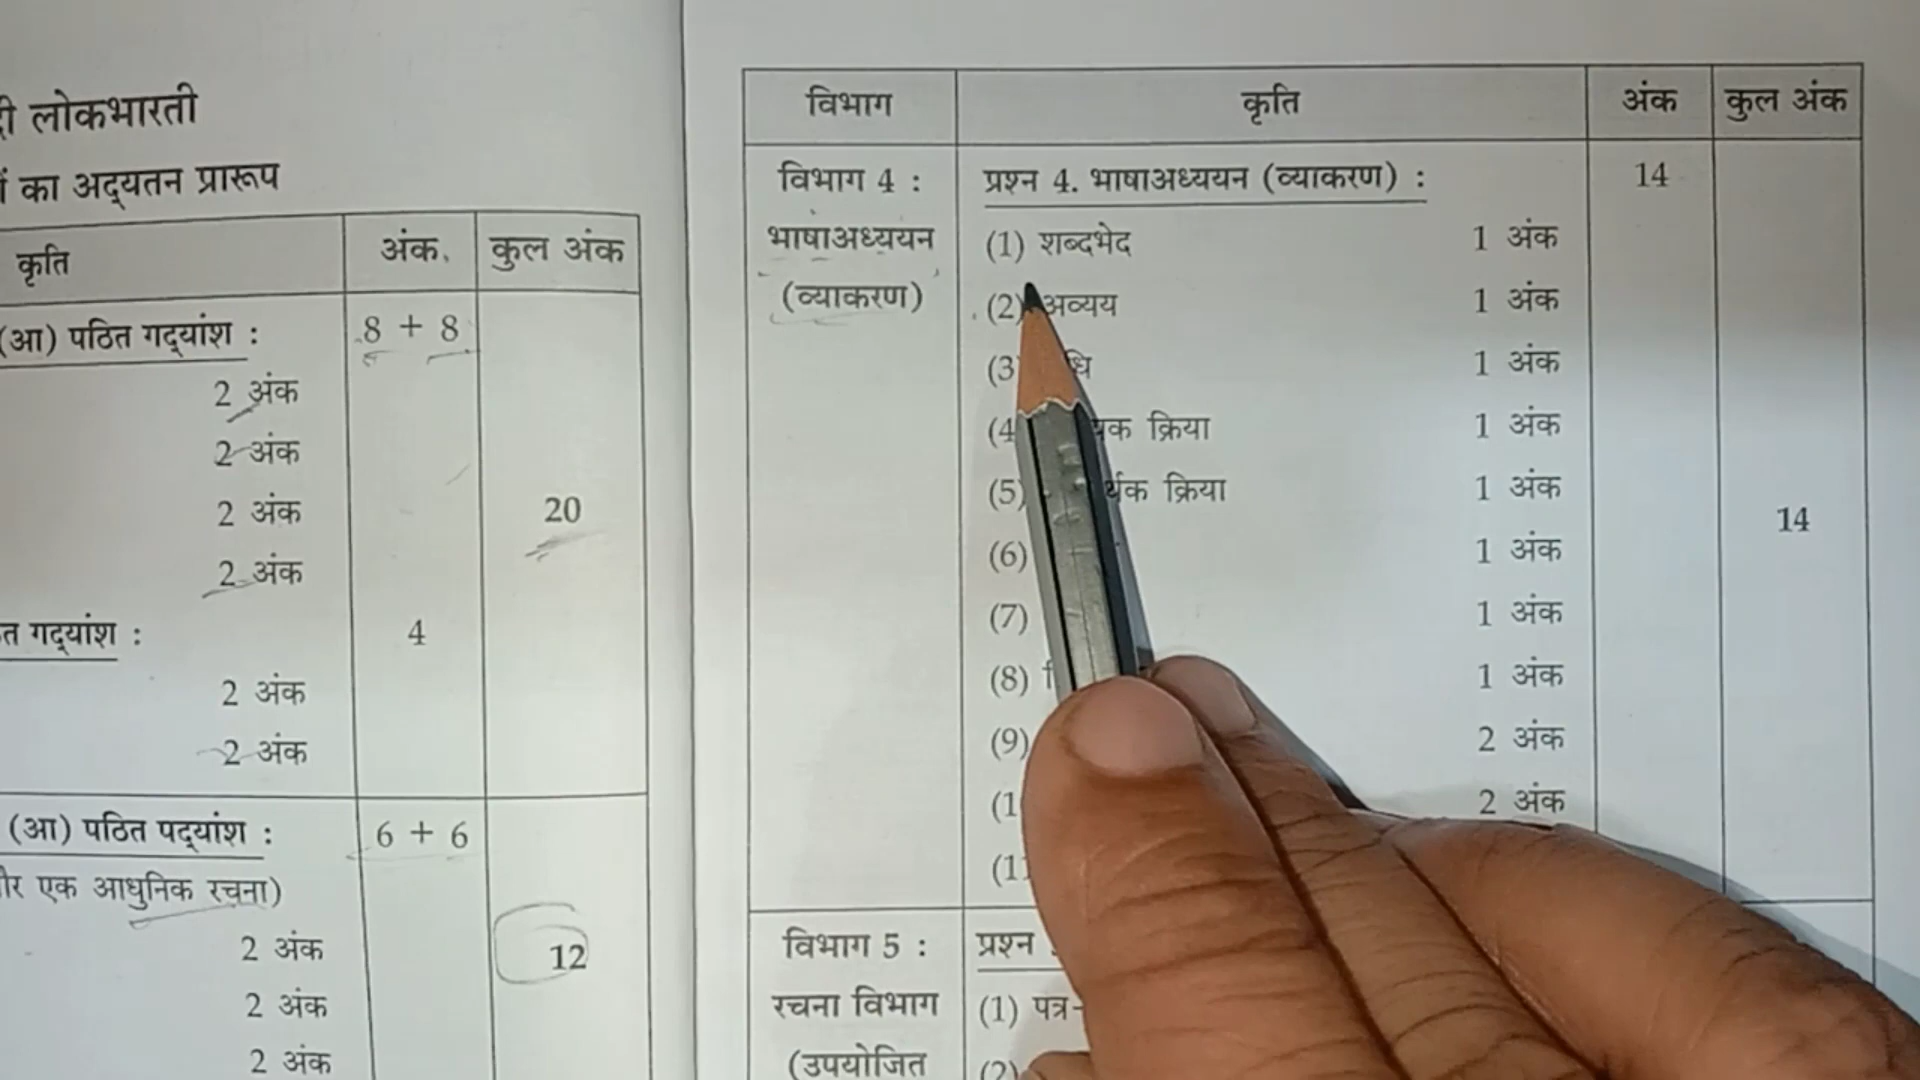 लोकभारती
का अद्यतन प्रारूप
कृति अंक. कुल अंक
(आ) पठित गद्यांश : 8 + 8
2 अंक
2 अंक
2 अंक 20
2 अंक
गद्यांश : 4
2 अंक
2 अंक
(आ) पठित पद्यांश : 6 + 6
एक आधुनिक रचना)
2 अंक 12
2 अंक
2 अंक
विभाग कृति अंक कुल अंक
विभाग 4 : प्रश्न 4. भाषाअध्ययन (व्याकरण) : 14
भाषाअध्ययन (1) शब्दभेद 1 अंक
(व्याकरण) (2) अव्यय 1 अंक
(3 1 अंक
(4 क्रिया 1 अंक
(5) क्रिया 1 अंक
14
(6) 1 अंक
(7) 1 अंक
(8) 1 अंक
(9) 2 अंक
(1 2 अंक
(1
विभाग 5 : प्रश्न
रचना विभाग (1) पत्र-
(उपयोजित (2)